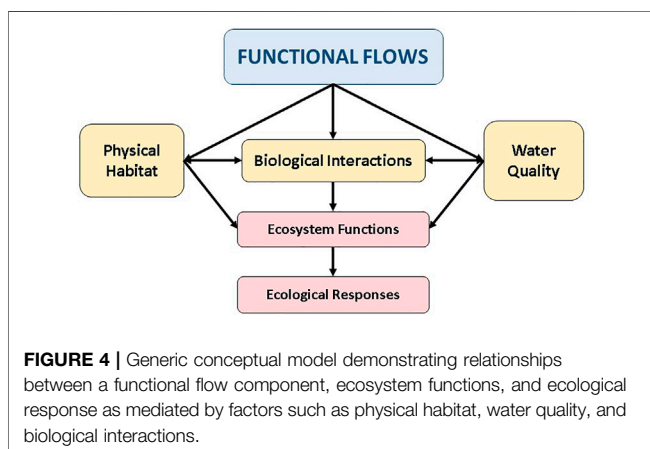 FUNCTIONAL FLOWS
Physical
Habitat
Biological Interactions
Water
Quality
Ecosystem Functions
Ecological Responses
FIGURE 4 | Generic conceptual model demonstrating relationships
between a functional flow component, ecosystem functions, and ecological
response as mediated by factors such as physical habitat, water quality, and
biological interactions.